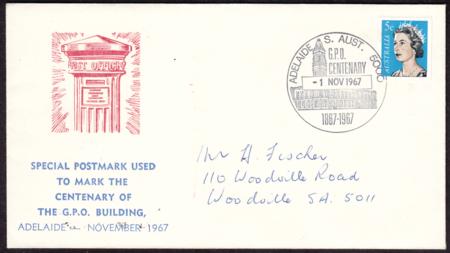 POST OFFICE
SPECIAL POSTMARK USED
TO MARK THE
CENTENARY OF
THE G.P.O. BUILDING,
ADELAIDE NOVEMBER 1967
ADELAIDE S. AUST. 5000
G.P.O.
CENTENARY
-1 NOV 1967
1867-1967
5c
AUSTRALIA
Mr H. Fischer
110 Woodville Road
Woodville SA. 5011